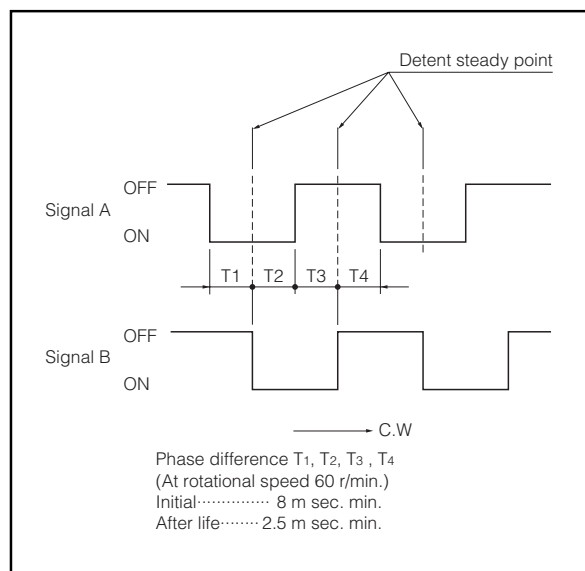 Detent steady point
OFF
Signal A
ON
T1 T2 T3 T4
OFF
Signal B
ON
C.W
Phase difference T1, T2, T3 , T4
(At rotational speed 60 r/min.)
Initial··············· 8 m sec. min.
After life········ 2.5 m sec. min.